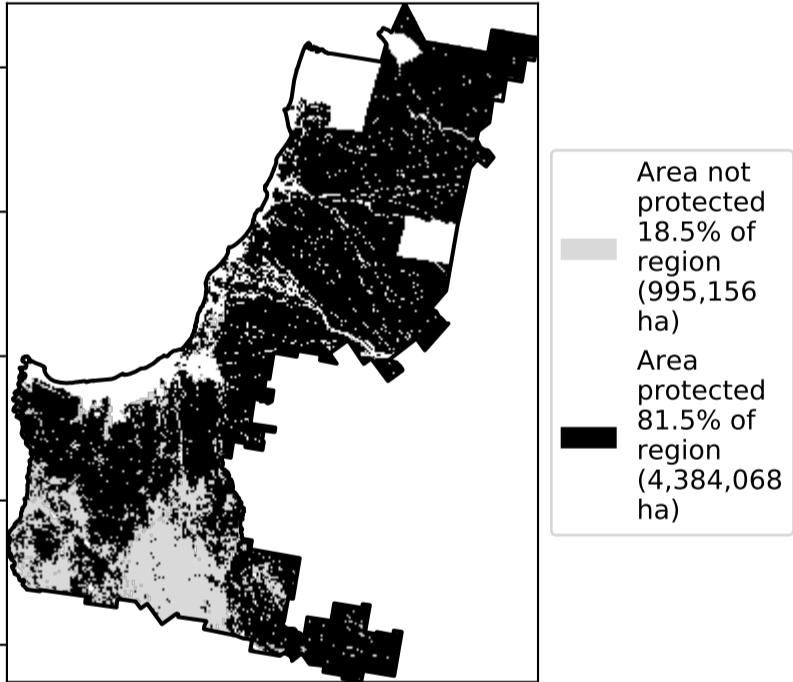 Area not
protected
18.5% of
region
(995,156
ha)
Area
protected
81.5% of
region
(4,384,068
ha)